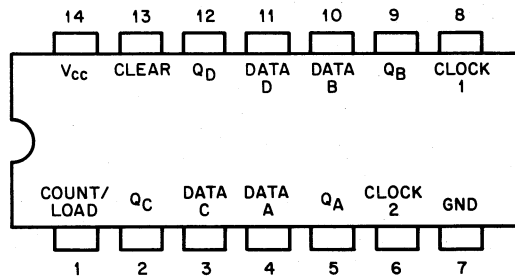 14 13 12 11 10 9 8
VCC CLEAR QD DATA D DATA B QB CLOCK 1
COUNT/LOAD QC DATA C DATA A QA CLOCK 2 GND
1 2 3 4 5 6 7